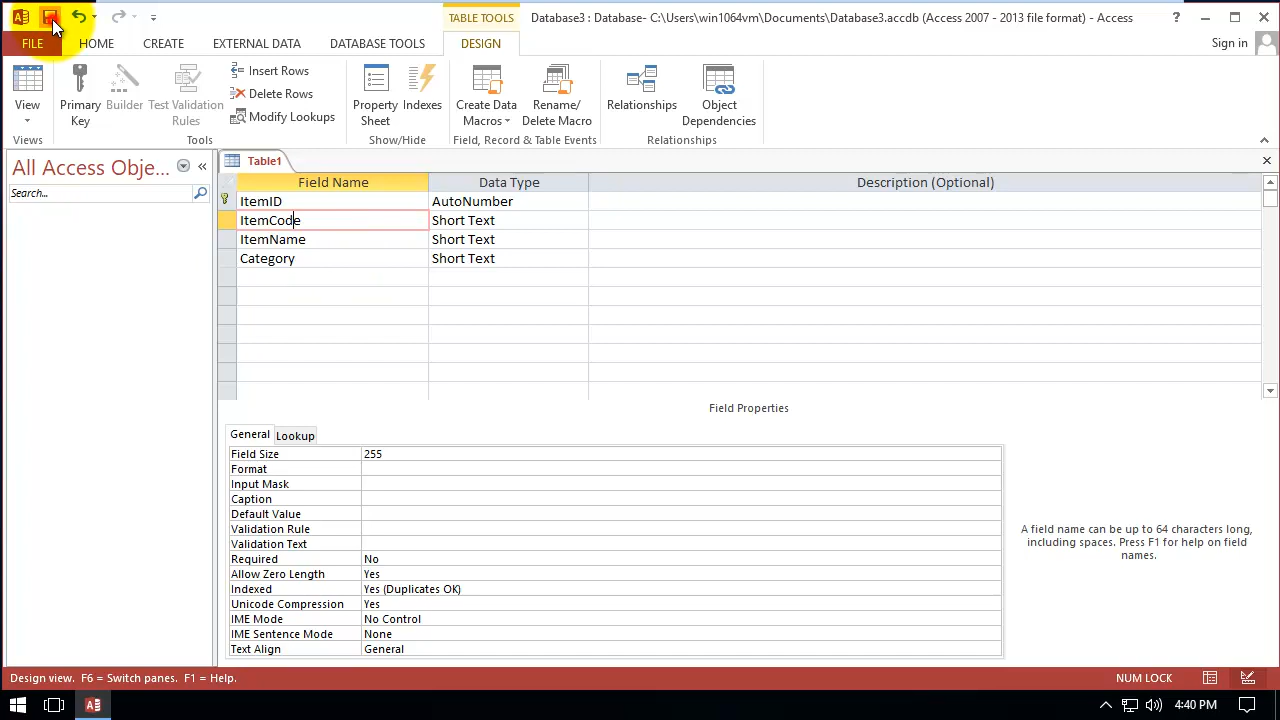 TABLE TOOLS
Database3 : Database- C:\Users\win1064vm\Documents\Database3.accdb (Access 2007 - 2013 file format) - Access
?
FILE HOME CREATE EXTERNAL DATA DATABASE TOOLS DESIGN Sign in
View
Primary Key
Builder
Test Validation Rules
Insert Rows
Delete Rows
Modify Lookups
Property Sheet
Indexes
Create Data Macros
Rename/ Delete Macro
Relationships
Object Dependencies
Views Tools Show/Hide Field, Record & Table Events Relationships
All Access Obje...
Search...
Table1
Field Name Data Type Description (Optional)
ItemID AutoNumber
ItemCode Short Text
ItemName Short Text
Category Short Text
Field Properties
General Lookup
Field Size 255
Format
Input Mask
Caption
Default Value
Validation Rule
Validation Text
Required No
Allow Zero Length Yes
Indexed Yes (Duplicates OK)
Unicode Compression Yes
IME Mode No Control
IME Sentence Mode None
Text Align General
A field name can be up to 64 characters long,
including spaces. Press F1 for help on field
names.
Design view. F6 = Switch panes. F1 = Help. NUM LOCK
4:40 PM